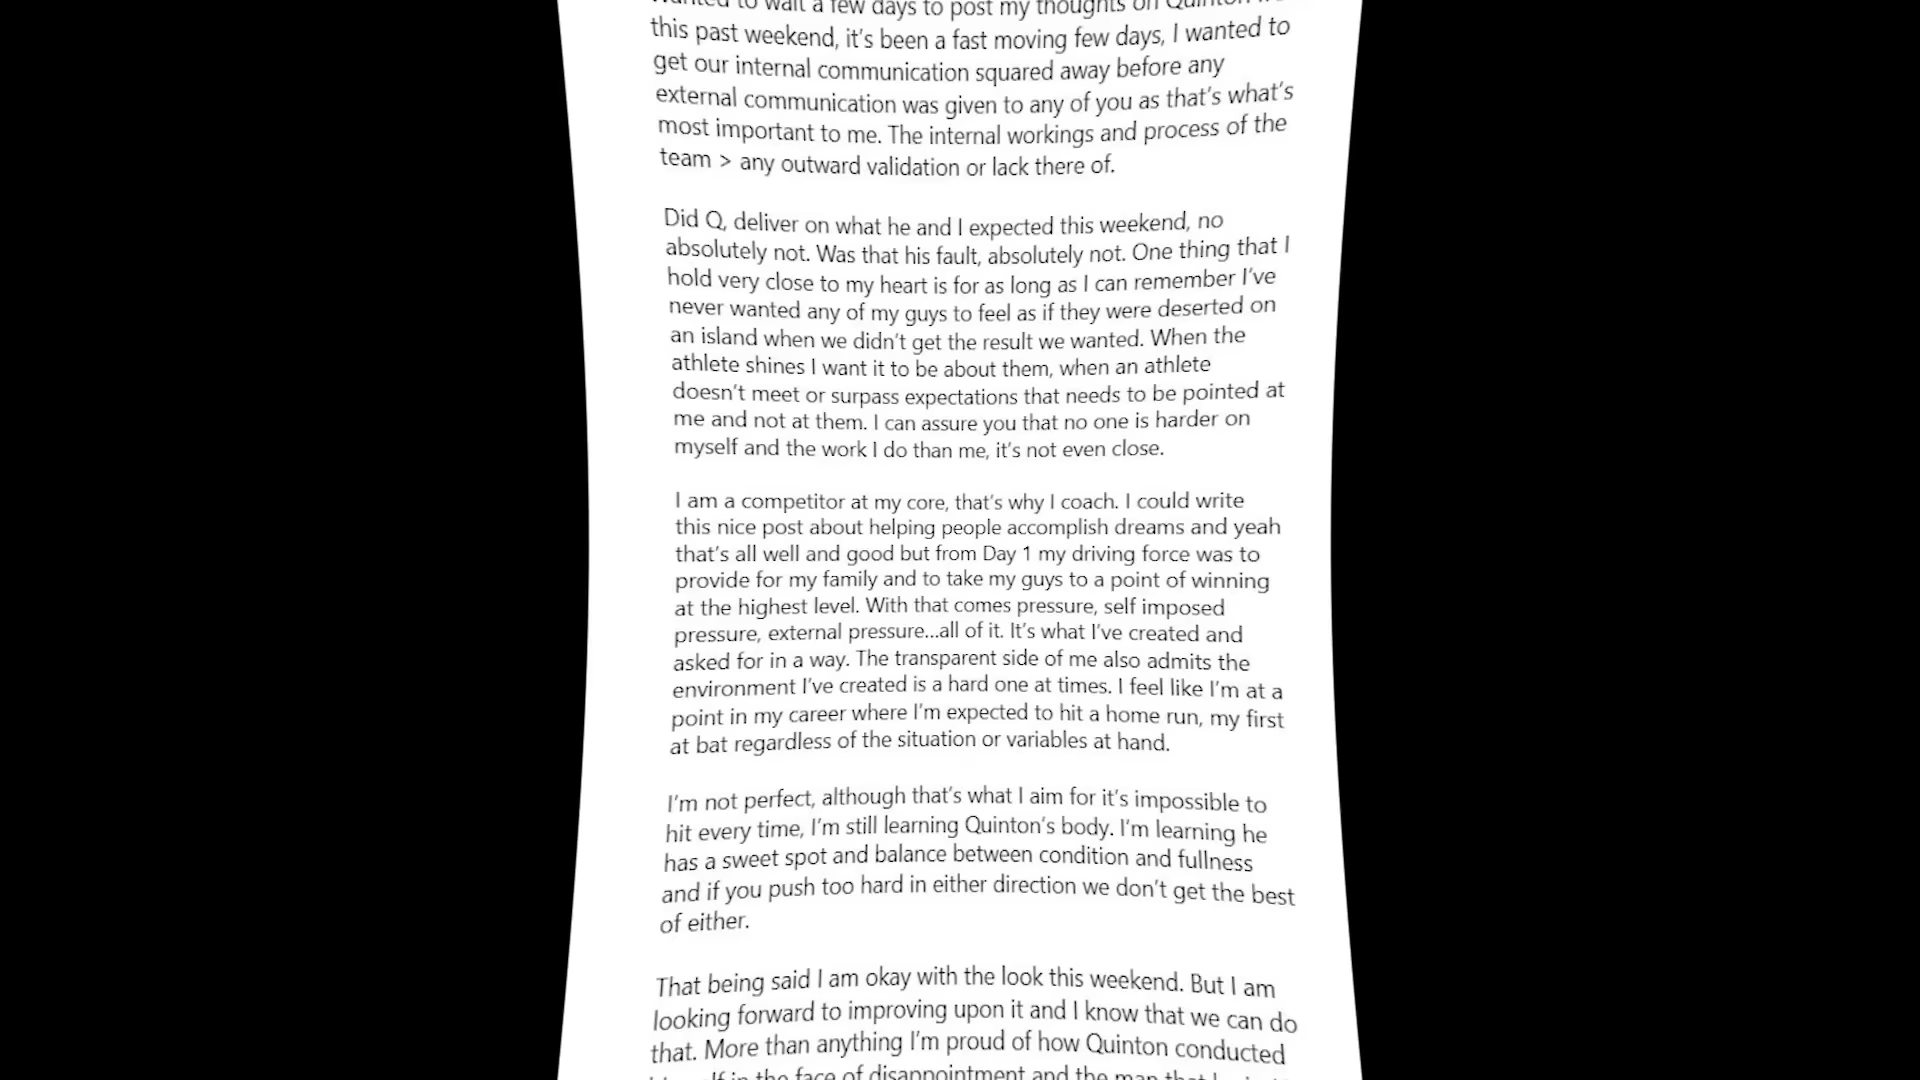 to wait a few days to post my thoughts on
this past weekend, it's been a fast moving few days, I wanted to
get our internal communication squared away before any
external communication was given to any of you as that's what's
most important to me. The internal workings and process of the
team > any outward validation or lack there of.
Did Q, deliver on what he and I expected this weekend, no
absolutely not. Was that his fault, absolutely not. One thing that I
hold very close to my heart is for as long as I can remember I've
never wanted any of my guys to feel as if they were deserted on
an island when we didn't get the result we wanted. When the
athlete shines I want it to be about them, when an athlete
doesn't meet or surpass expectations that needs to be pointed at
me and not at them. I can assure you that no one is harder on
myself and the work I do than me, it's not even close.
I am a competitor at my core, that's why I coach. I could write
this nice post about helping people accomplish dreams and yeah
that's all well and good but from Day 1 my driving force was to
provide for my family and to take my guys to a point of winning
at the highest level. With that comes pressure, self imposed
pressure, external pressure...all of it. It's what I've created and
asked for in a way. The transparent side of me also admits the
environment I've created is a hard one at times. I feel like I'm at a
point in my career where I'm expected to hit a home run, my first
at bat regardless of the situation or variables at hand.
I'm not perfect, although that's what I aim for it's impossible to
hit every time, I'm still learning Quinton's body. I'm learning he
has a sweet spot and balance between condition and fullness
and if you push too hard in either direction we don't get the best
of either.
That being said I am okay with the look this weekend. But I am
looking forward to improving upon it and I know that we can do
that. More than anything I'm proud of how Quinton conducted
in the face of disappointment and the man that